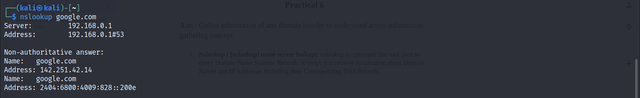 (kali㉿kali)-[~]
$ nslookup google.com
Server: 192.168.0.1
Address: 192.168.0.1#53
Non-authoritative answer:
Name: google.com
Address: 142.251.42.14
Name: google.com
Address: 2404:6800:4009:828::200e
Practical 6